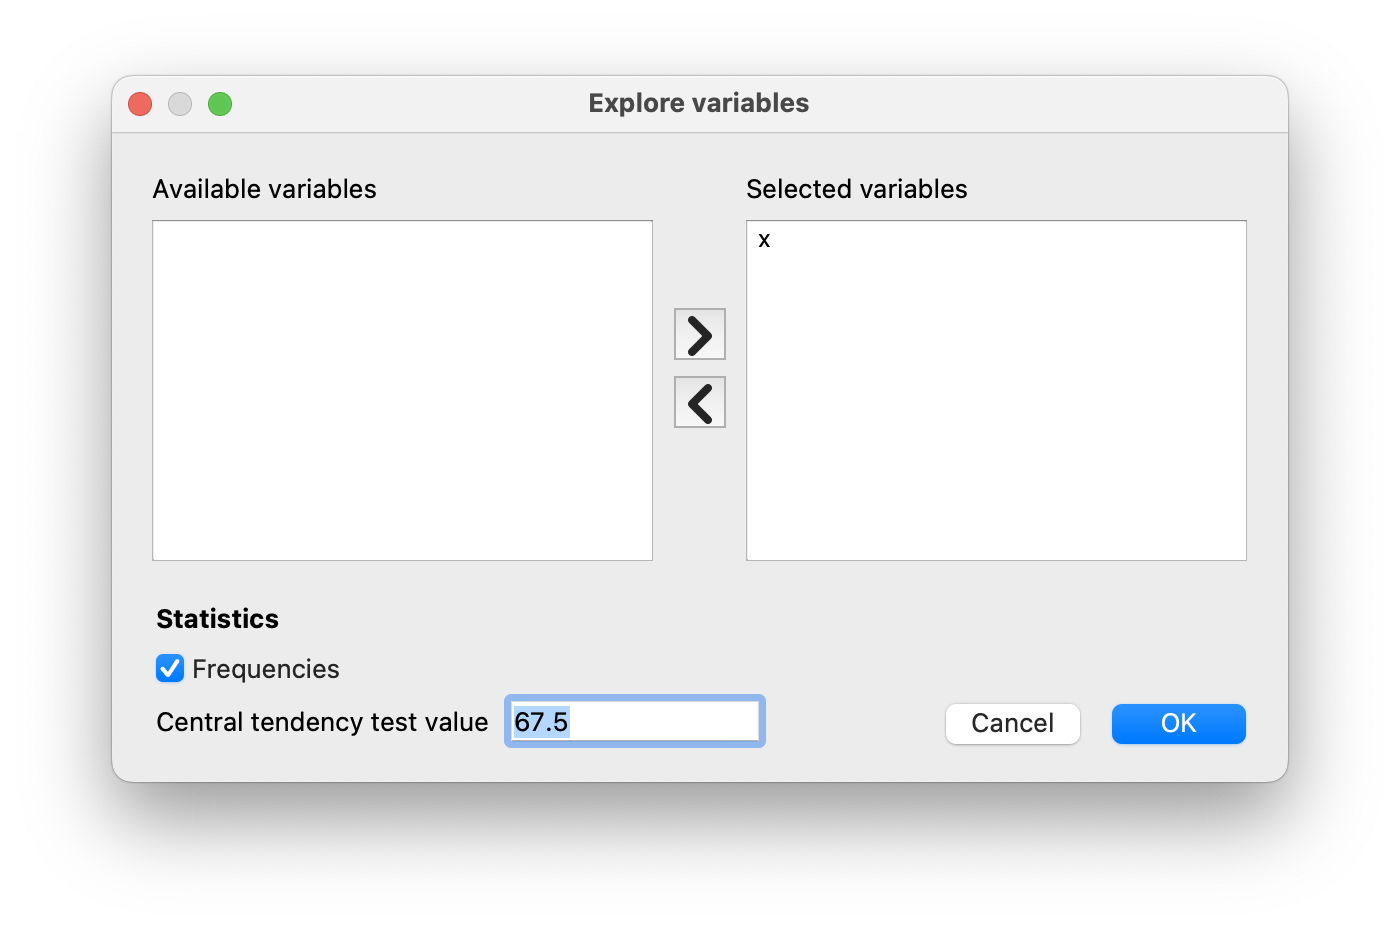 Explore variables
Available variables
Selected variables
x
Statistics
Frequencies
Central tendency test value 67.5
Cancel
OK